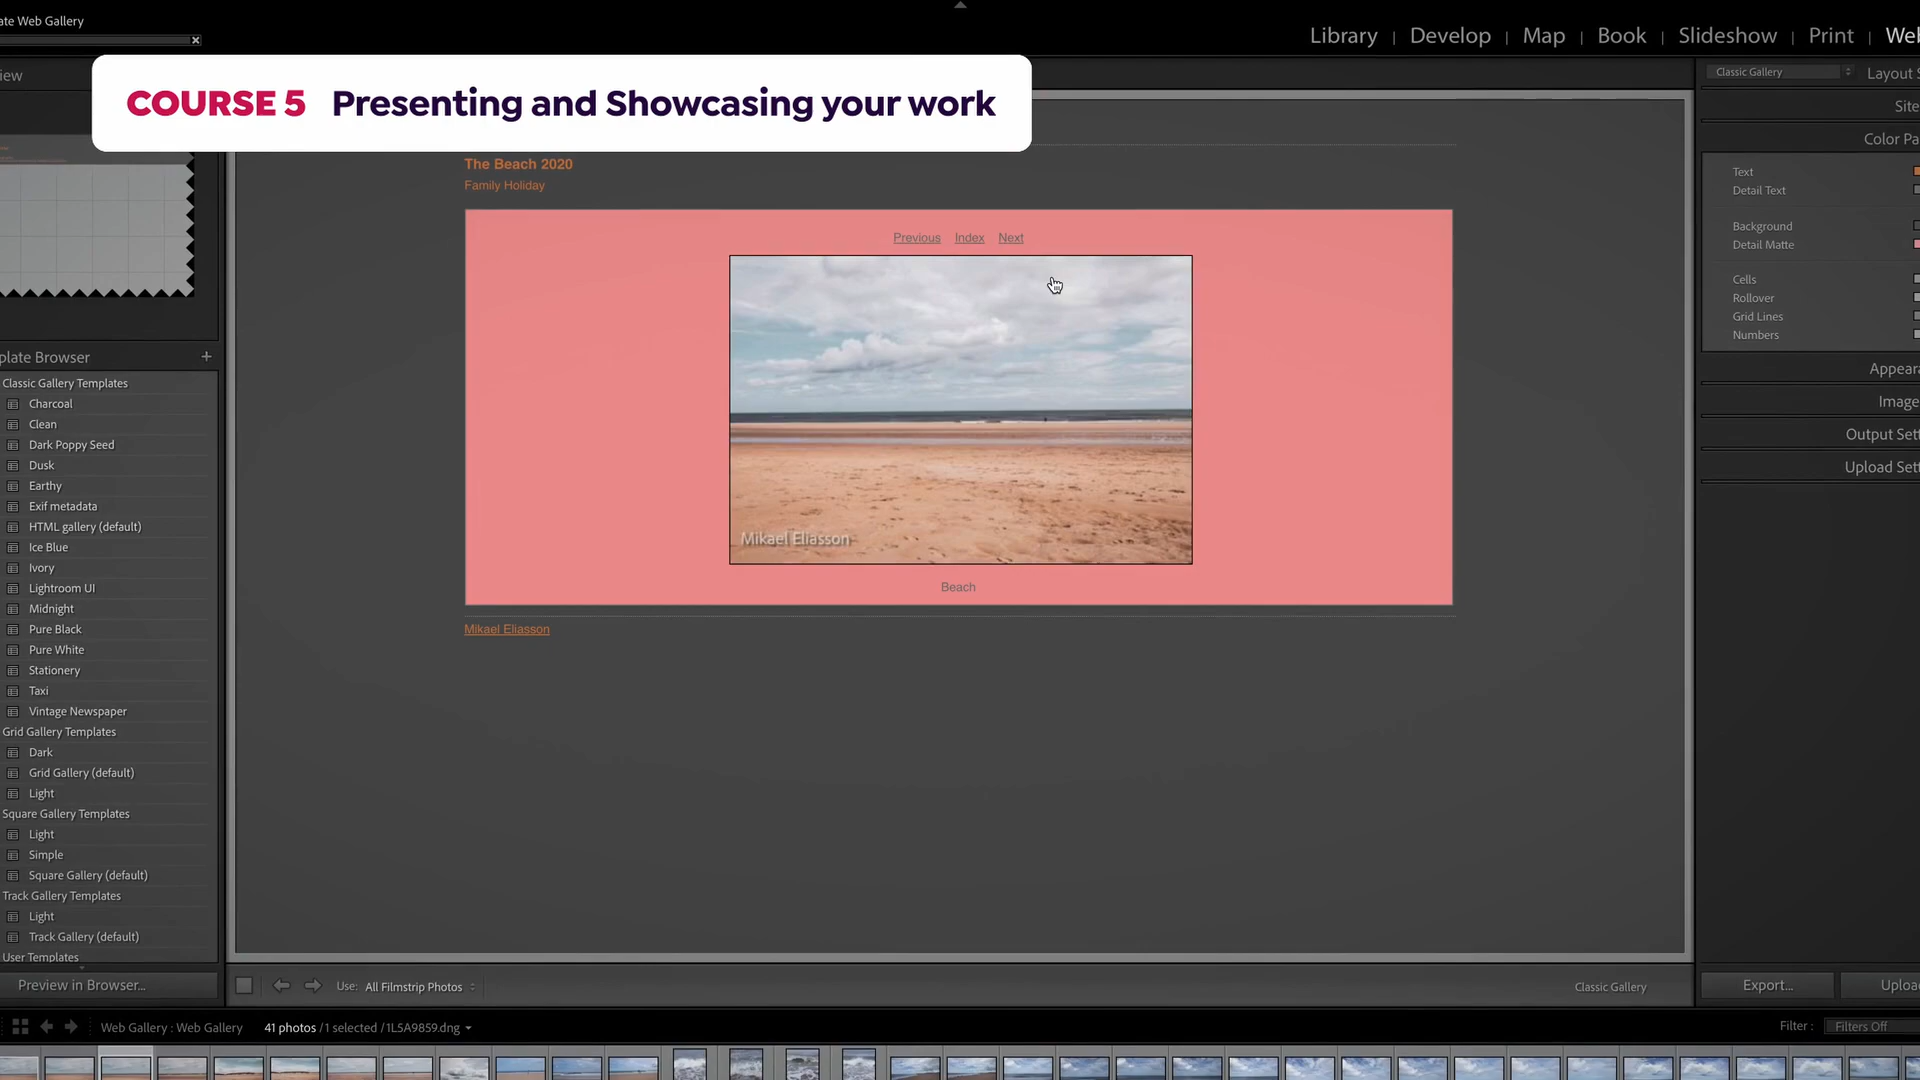 ate Web Gallery
Library | Develop | Map | Book | Slideshow | Print | Web
COURSE 5 Presenting and Showcasing your work
iew
Classic Gallery
Layout S
Site
Color Pa
The Beach 2020
Family Holiday
Text
Detail Text
Background
Detail Matte
Cells
Rollover
Grid Lines
Numbers
Previous Index Next
Mikael Eliasson
Beach
Mikael Eliasson
plate Browser +
Classic Gallery Templates
Charcoal
Clean
Dark Poppy Seed
Dusk
Earthy
Exif metadata
HTML gallery (default)
Ice Blue
Ivory
Lightroom UI
Midnight
Pure Black
Pure White
Stationery
Taxi
Vintage Newspaper
Grid Gallery Templates
Dark
Grid Gallery (default)
Light
Square Gallery Templates
Light
Simple
Square Gallery (default)
Track Gallery Templates
Light
Track Gallery (default)
User Templates
Appeara
Image
Output Sett
Upload Sett
Preview in Browser...
Use: All Filmstrip Photos
Classic Gallery
Export...
Uploa
Web Gallery : Web Gallery
41 photos / 1 selected / 1L5A9859.dng
Filter :
Filters Off